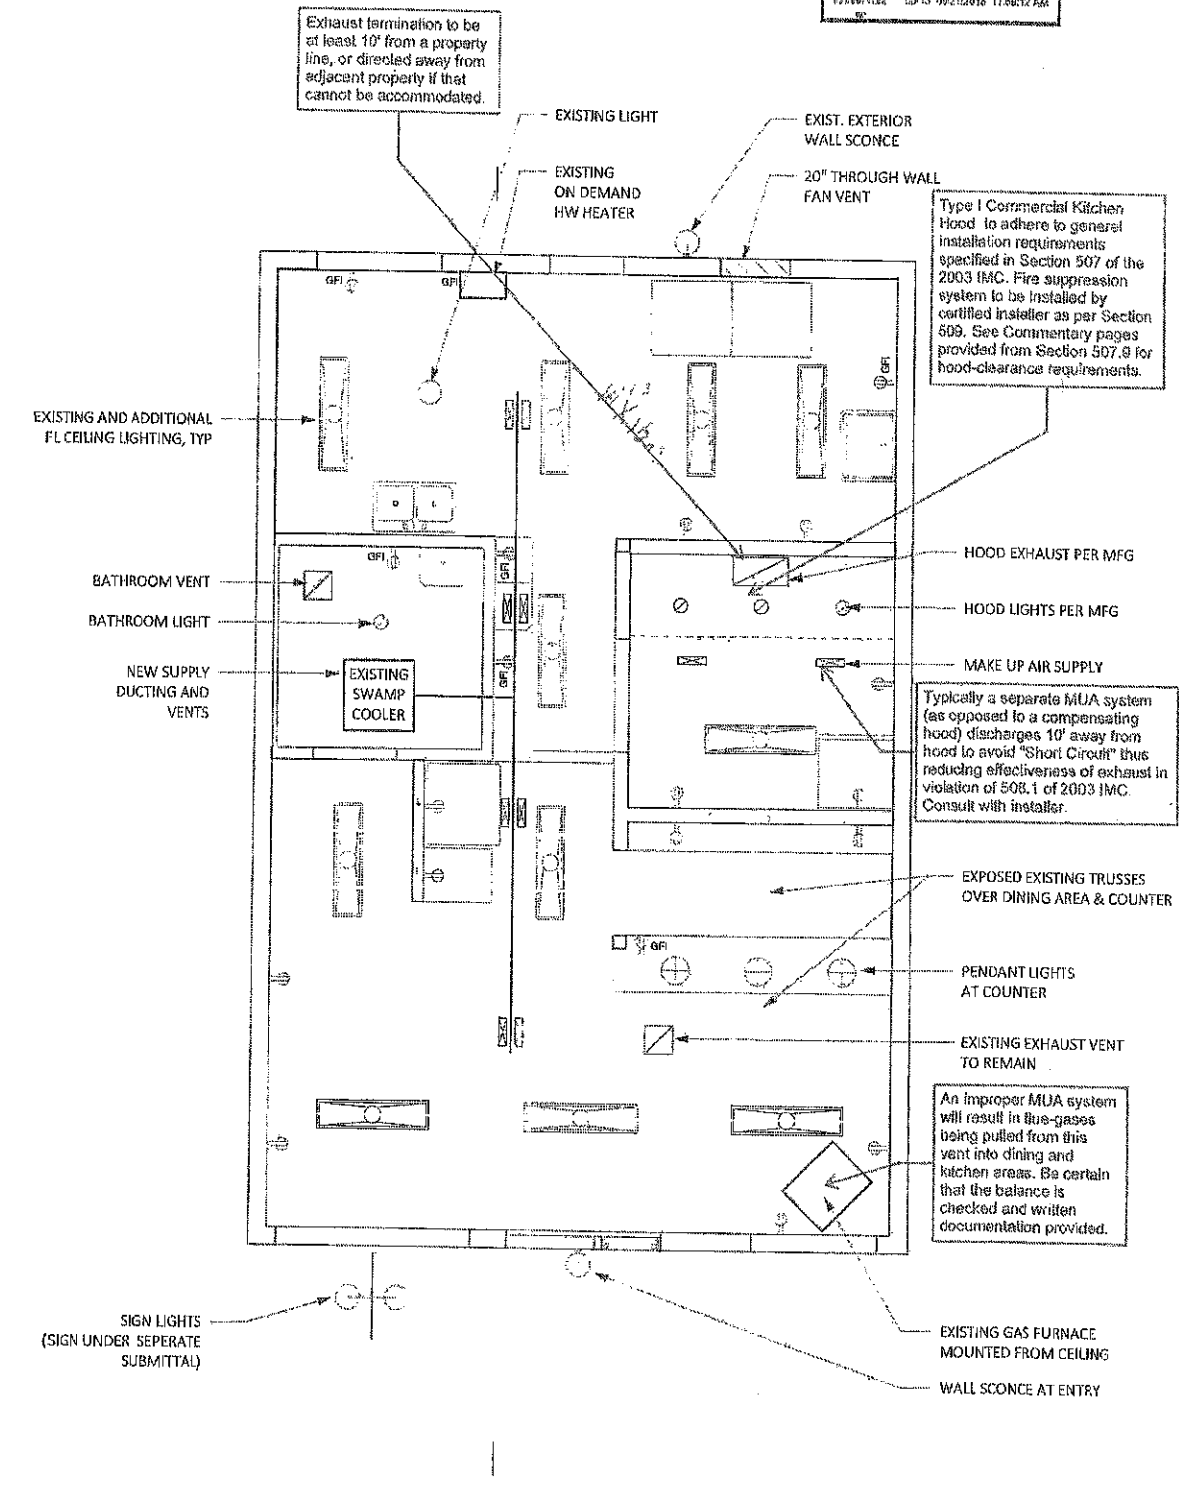 11:08:12 AM
Exhaust termination to be
at least 10' from a property
line, or directed away from
adjacent property if that
cannot be accommodated.
EXISTING LIGHT
EXISTING
ON DEMAND
HW HEATER
EXIST. EXTERIOR
WALL SCONCE
20" THROUGH WALL
FAN VENT
Type I Commercial Kitchen
Hood to adhere to general
installation requirements
specified in Section 507 of the
2003 IMC. Fire suppression
system to be installed by
certified installer as per Section
509. See Commentary pages
provided from Section 507.9 for
hood-clearance requirements.
GFI
GFI
GFI
EXISTING AND ADDITIONAL
FL CEILING LIGHTING, TYP
GFI
GFI
BATHROOM VENT
BATHROOM LIGHT
NEW SUPPLY
DUCTING AND
VENTS
EXISTING
SWAMP
COOLER
GFI
HOOD EXHAUST PER MFG
HOOD LIGHTS PER MFG
MAKE UP AIR SUPPLY
Typically a separate MUA system
(as opposed to a compensating
hood) discharges 10' away from
hood to avoid "Short Circuit" thus
reducing effectiveness of exhaust in
violation of 508.1 of 2003 IMC.
Consult with installer.
EXPOSED EXISTING TRUSSES
OVER DINING AREA & COUNTER
GFI
PENDANT LIGHTS
AT COUNTER
EXISTING EXHAUST VENT
TO REMAIN
An improper MUA system
will result in flue-gases
being pulled from this
vent into dining and
kitchen areas. Be certain
that the balance is
checked and written
documentation provided.
SIGN LIGHTS
(SIGN UNDER SEPERATE
SUBMITTAL)
EXISTING GAS FURNACE
MOUNTED FROM CEILING
WALL SCONCE AT ENTRY